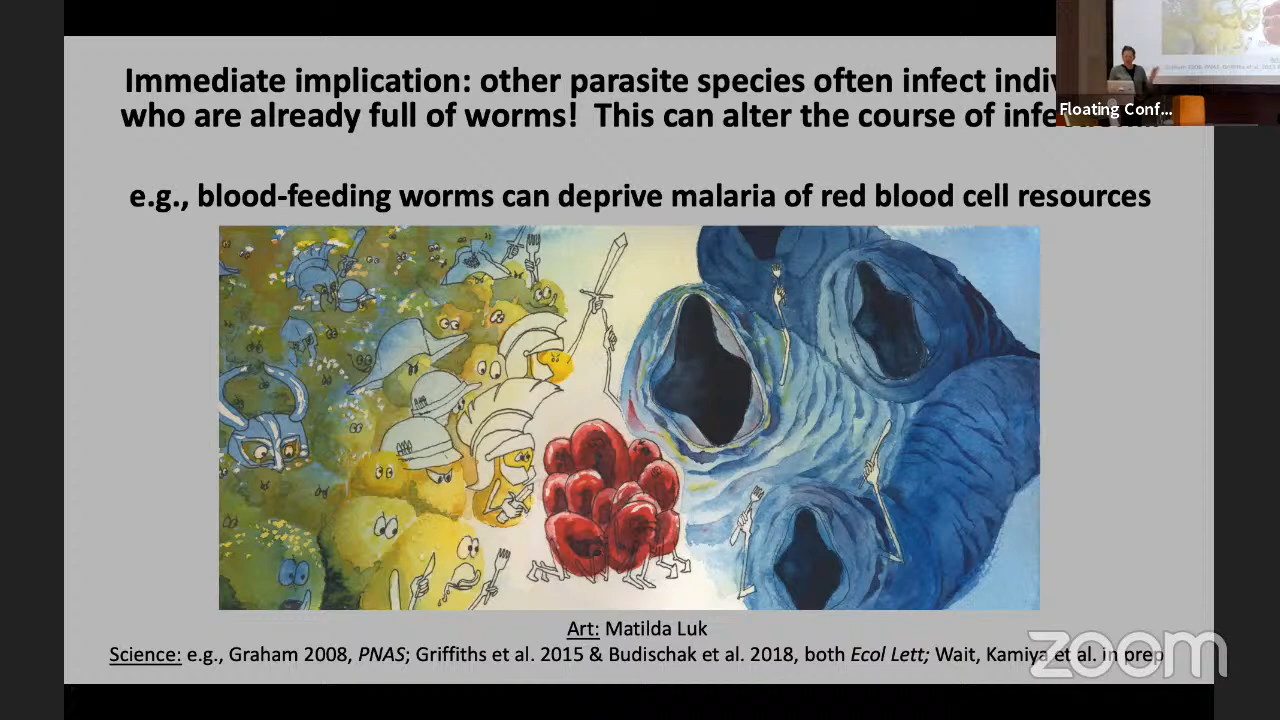 Immediate implication: other parasite species often infect
who are already full of worms! This can alter the course of
Floating Conf...
e.g., blood-feeding worms can deprive malaria of red blood cell resources
Art: Matilda Luk
Science: e.g., Graham 2008, PNAS; Griffiths et al. 2015 & Budischak et al. 2018, both Ecol Lett; Wait, Kamiya et al. in prep
zoom